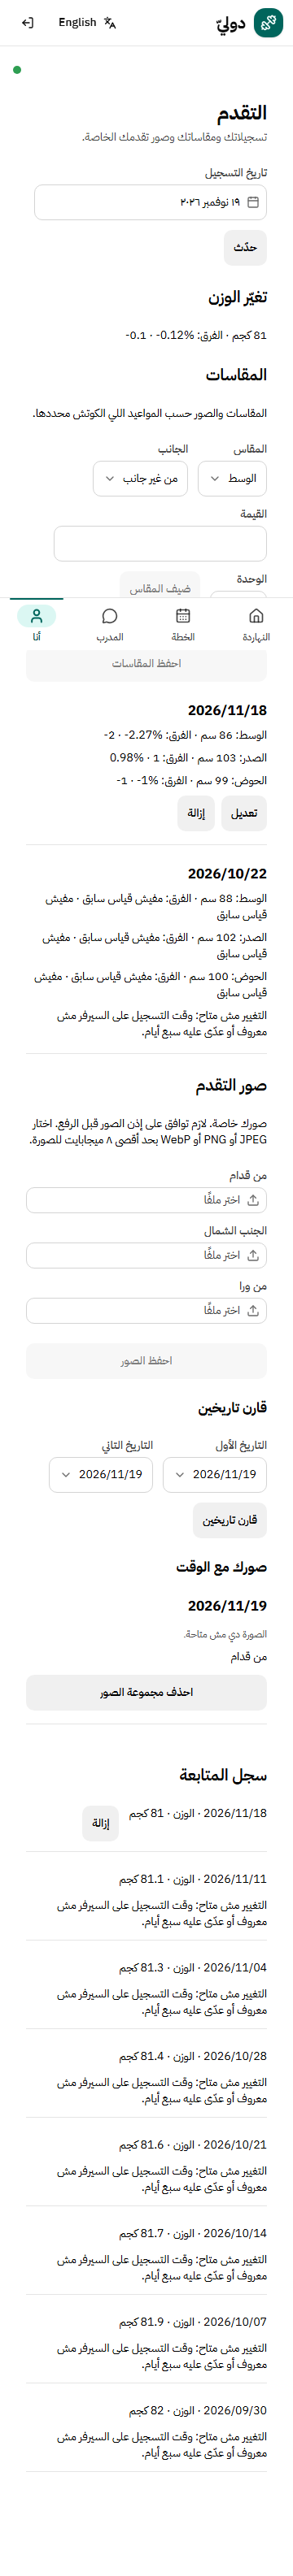 دوليّ
English
التقدم
تسجيلاتك ومقاساتك وصور تقدمك الخاصة.
تاريخ التسجيل
١٩ نوفمبر ٢٠٢٦
حدّث
تغيّر الوزن
81 كجم · الفرق: ‎-0.12%‎ · ‎-0.1
المقاسات
المقاسات والصور حسب المواعيد اللي الكوتش محددها.
المقاس
الجانب
الوسط
من غير جانب
القيمة
الوحدة
ضيف المقاس
النهاردة
الخطة
المدرب
أنا
احفظ المقاسات
2026/11/18
الوسط: 86 سم · الفرق: ‎-2.27%‎ · ‎-2
الصدر: 103 سم · الفرق: 1 · 0.98%
الحوض: 99 سم · الفرق: ‎-1%‎ · ‎-1
تعديل
إزالة
2026/10/22
الوسط: 88 سم · الفرق: مفيش قياس سابق · مفيش
قياس سابق
الصدر: 102 سم · الفرق: مفيش قياس سابق · مفيش
قياس سابق
الحوض: 100 سم · الفرق: مفيش قياس سابق · مفيش
قياس سابق
التغيير مش متاح: وقت التسجيل على السيرفر مش
معروف أو عدّى عليه سبع أيام.
صور التقدم
صورك خاصة. لازم توافق على إذن الصور قبل الرفع. اختار
JPEG أو PNG أو WebP بحد أقصى ٨ ميجابايت للصورة.
من قدام
اختر ملفًا
الجنب الشمال
اختر ملفًا
من ورا
اختر ملفًا
احفظ الصور
قارن تاريخين
التاريخ الأول
التاريخ التاني
2026/11/19
2026/11/19
قارن تاريخين
صورك مع الوقت
2026/11/19
الصورة دي مش متاحة.
من قدام
احذف مجموعة الصور
سجل المتابعة
2026/11/18 · الوزن · 81 كجم
إزالة
2026/11/11 · الوزن · 81.1 كجم
التغيير مش متاح: وقت التسجيل على السيرفر مش
معروف أو عدّى عليه سبع أيام.
2026/11/04 · الوزن · 81.3 كجم
التغيير مش متاح: وقت التسجيل على السيرفر مش
معروف أو عدّى عليه سبع أيام.
2026/10/28 · الوزن · 81.4 كجم
التغيير مش متاح: وقت التسجيل على السيرفر مش
معروف أو عدّى عليه سبع أيام.
2026/10/21 · الوزن · 81.6 كجم
التغيير مش متاح: وقت التسجيل على السيرفر مش
معروف أو عدّى عليه سبع أيام.
2026/10/14 · الوزن · 81.7 كجم
التغيير مش متاح: وقت التسجيل على السيرفر مش
معروف أو عدّى عليه سبع أيام.
2026/10/07 · الوزن · 81.9 كجم
التغيير مش متاح: وقت التسجيل على السيرفر مش
معروف أو عدّى عليه سبع أيام.
2026/09/30 · الوزن · 82 كجم
التغيير مش متاح: وقت التسجيل على السيرفر مش
معروف أو عدّى عليه سبع أيام.